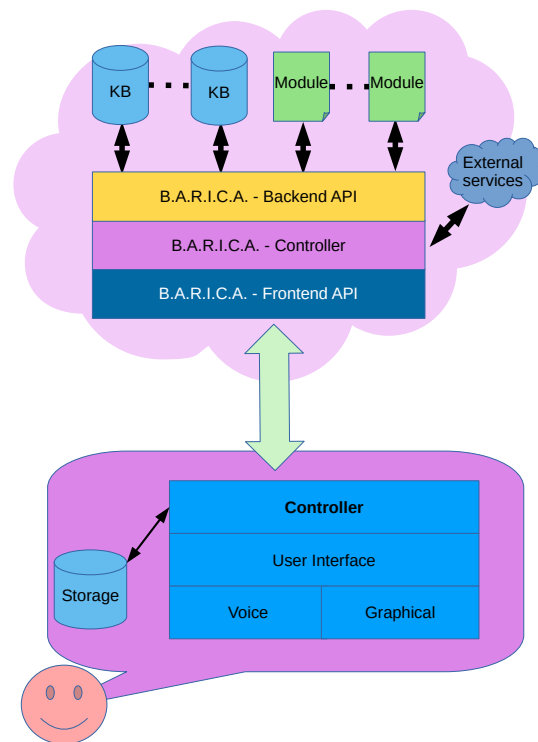 KB
KB
Module
Module
External
services
B.A.R.I.C.A. - Backend API
B.A.R.I.C.A. - Controller
B.A.R.I.C.A. - Frontend API
Controller
User Interface
Storage
Voice
Graphical